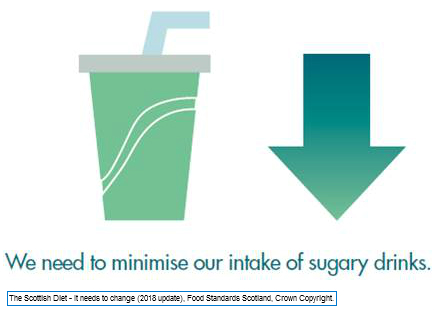 We need to minimise our intake of sugary drinks.
The Scottish Diet - It needs to change (2018 update), Food Standards Scotland, Crown Copyright.